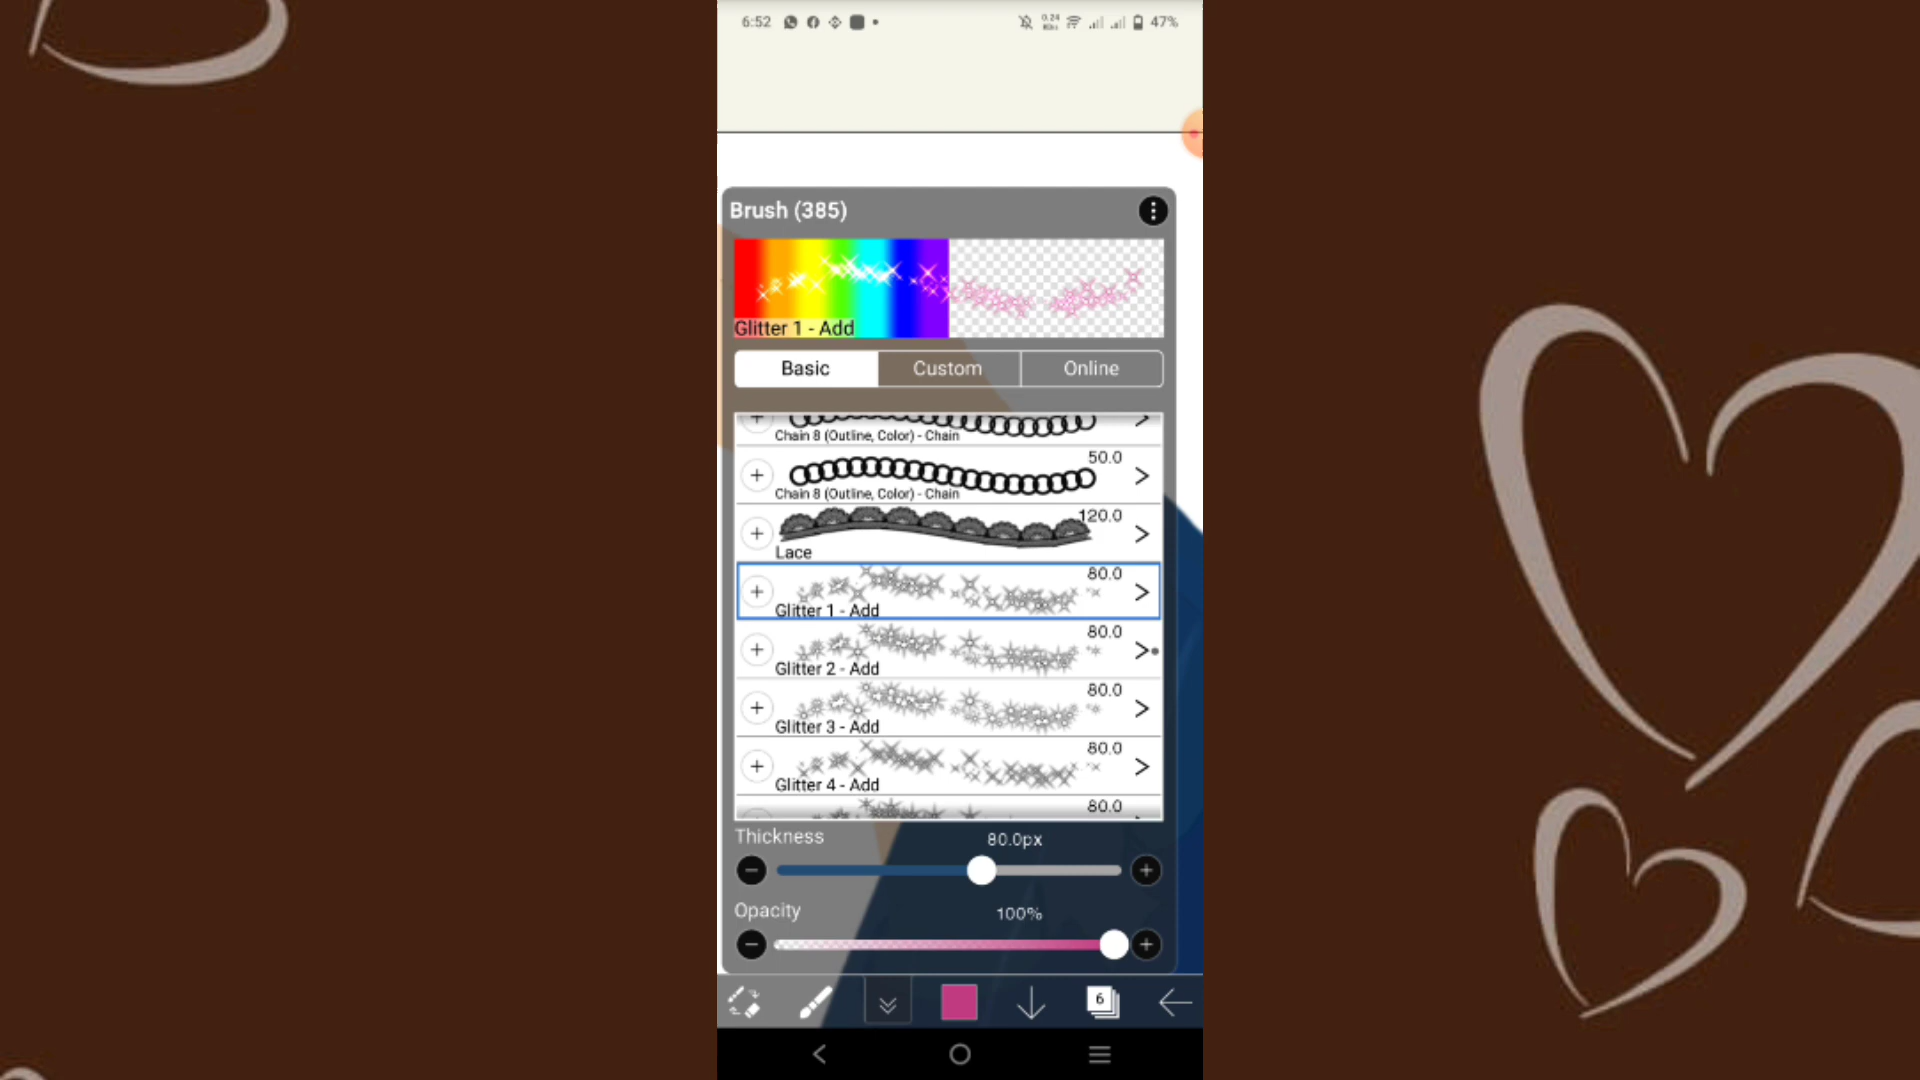 6:52
0.24
47%
Brush (385)
Glitter 1 - Add
Basic
Custom
Online
Chain 8 (Outline, Color) - Chain
50.0
Chain 8 (Outline, Color) - Chain
120.0
Lace
80.0
Glitter 1 - Add
80.0
Glitter 2 - Add
80.0
Glitter 3 - Add
80.0
Glitter 4 - Add
80.0
Thickness
80.0px
Opacity
100%
6